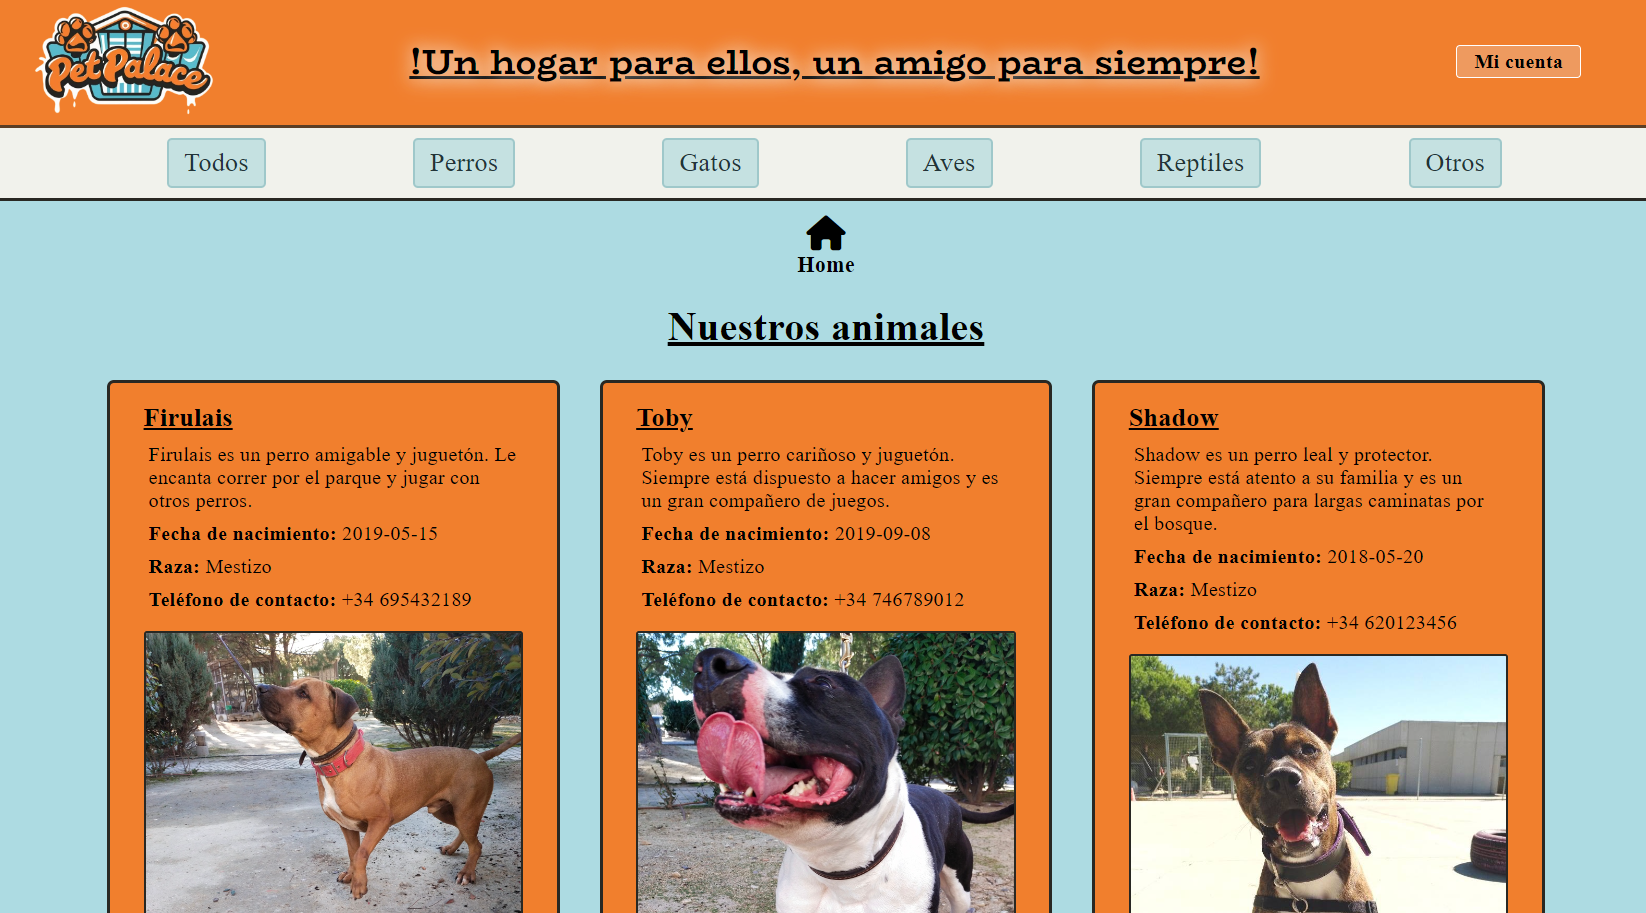 Pet Palace
!Un hogar para ellos, un amigo para siempre!
Mi cuenta
Todos
Perros
Gatos
Aves
Reptiles
Otros
Home
Nuestros animales
Firulais
Firulais es un perro amigable y juguetón. Le
encanta correr por el parque y jugar con
otros perros.
Fecha de nacimiento: 2019-05-15
Raza: Mestizo
Teléfono de contacto: +34 695432189
Toby
Toby es un perro cariñoso y juguetón.
Siempre está dispuesto a hacer amigos y es
un gran compañero de juegos.
Fecha de nacimiento: 2019-09-08
Raza: Mestizo
Teléfono de contacto: +34 746789012
Shadow
Shadow es un perro leal y protector.
Siempre está atento a su familia y es un
gran compañero para largas caminatas por
el bosque.
Fecha de nacimiento: 2018-05-20
Raza: Mestizo
Teléfono de contacto: +34 620123456